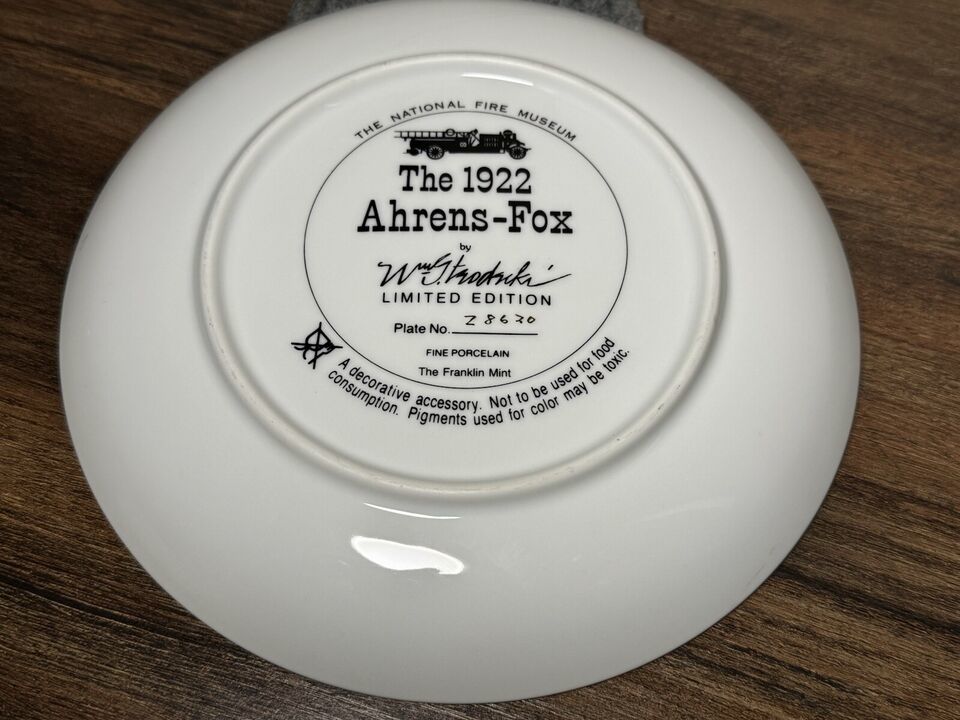 THE NATIONAL FIRE MUSEUM
The 1922
Ahrens-Fox
by
LIMITED EDITION
Plate No. Z8630
FINE PORCELAIN
The Franklin Mint
A decorative accessory. Not to be used for food
consumption. Pigments used for color may be toxic.